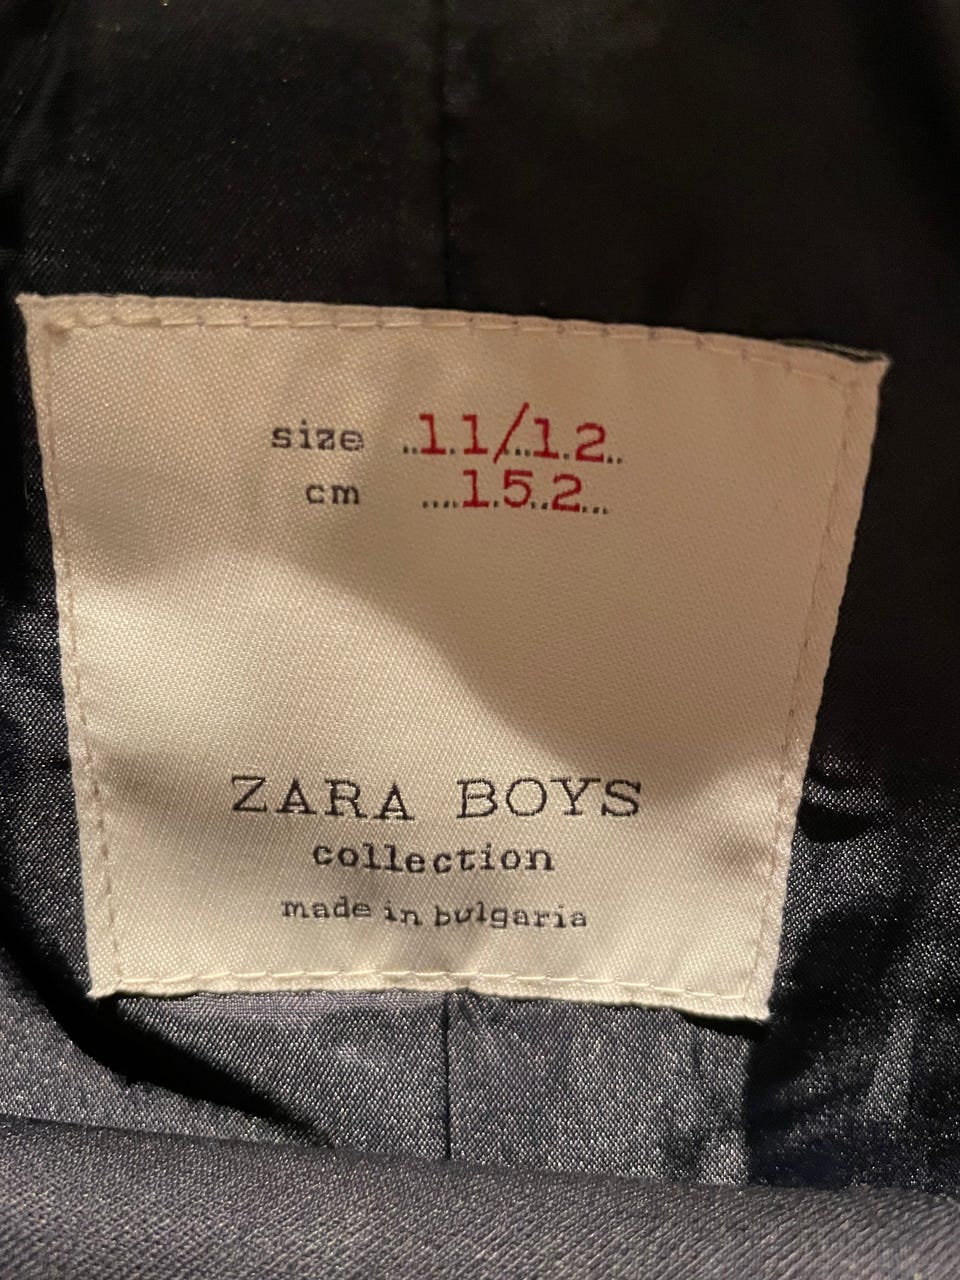 size 11/12
cm 152
ZARA BOYS
collection
made in bulgaria